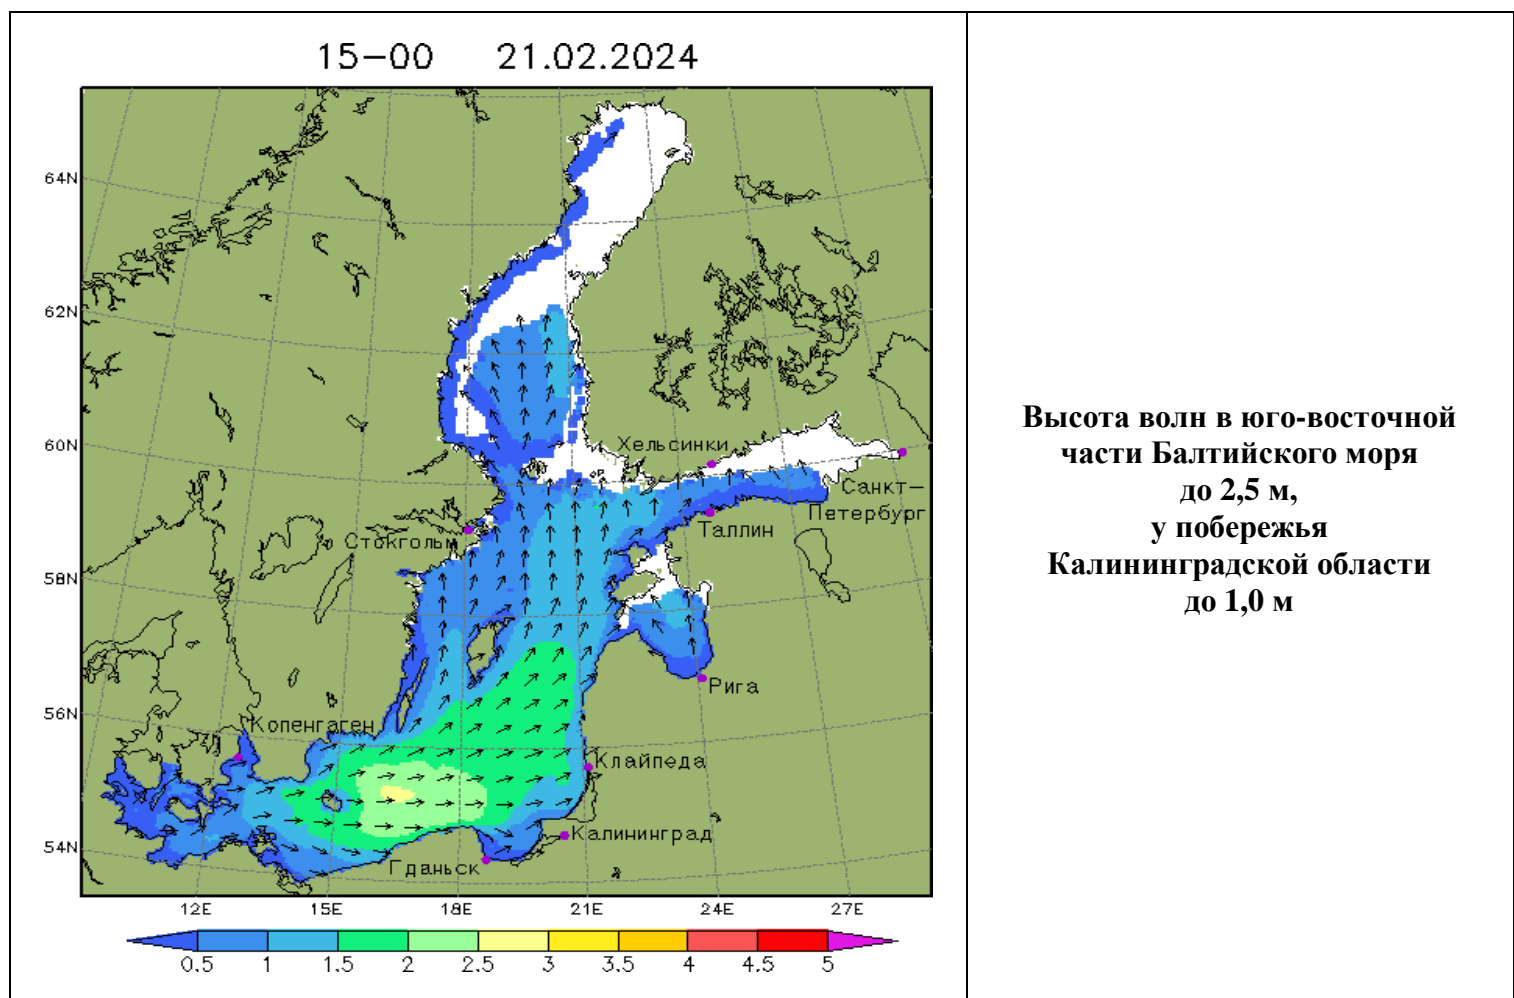 15-00 21.02.2024
64N
62N
60N
58N
56N
54N
Хельсинки
Санкт-
Петербург
Таллин
Стокгольм
Рига
Копенгаген
Клайпеда
Калининград
Гданьск
12E 15E 18E 21E 24E 27E
0.5 1 1.5 2 2.5 3 3.5 4 4.5 5
Высота волн в юго-восточной
части Балтийского моря
до 2,5 м,
у побережья
Калининградской области
до 1,0 м